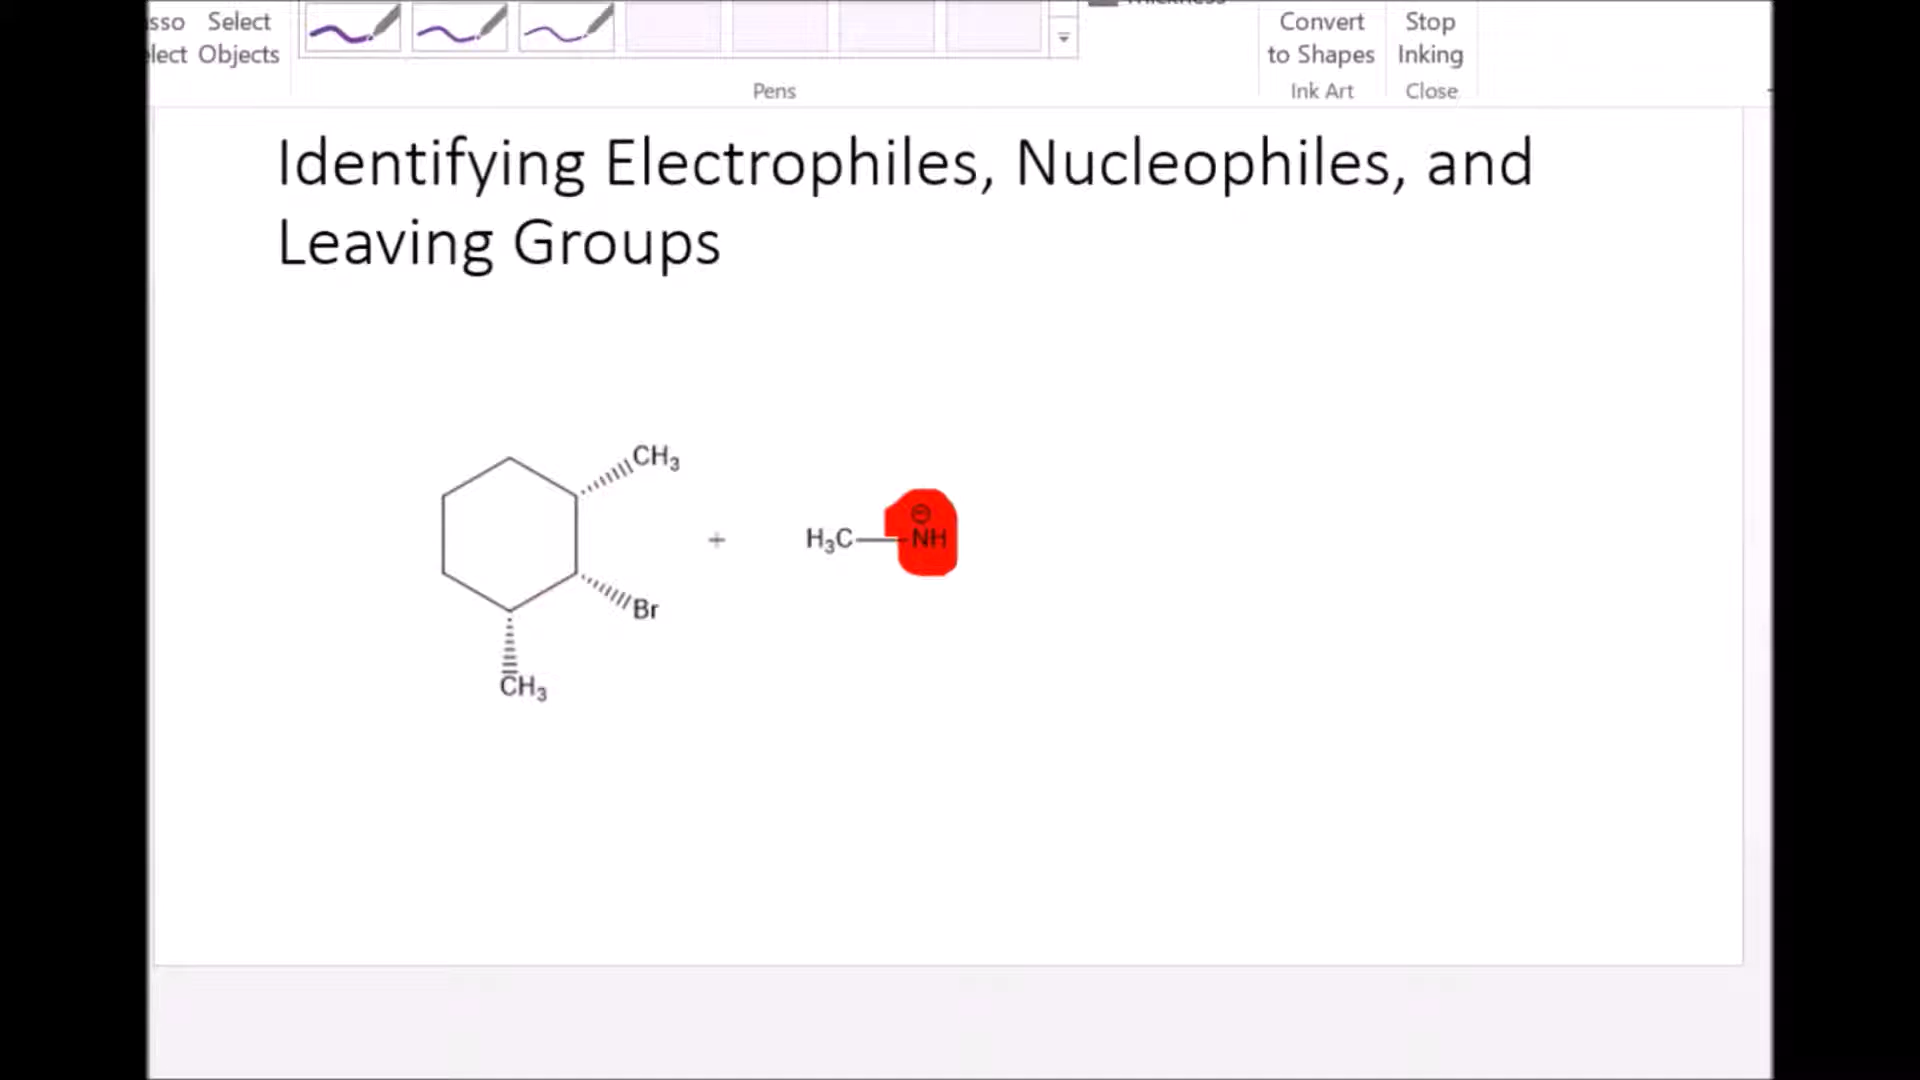 sso Select
lect Objects
Pens
Convert
to Shapes
Ink Art
Stop
Inking
Close
Identifying Electrophiles, Nucleophiles, and
Leaving Groups
CH₃
+
H₃C
⊖
NH
Br
CH₃